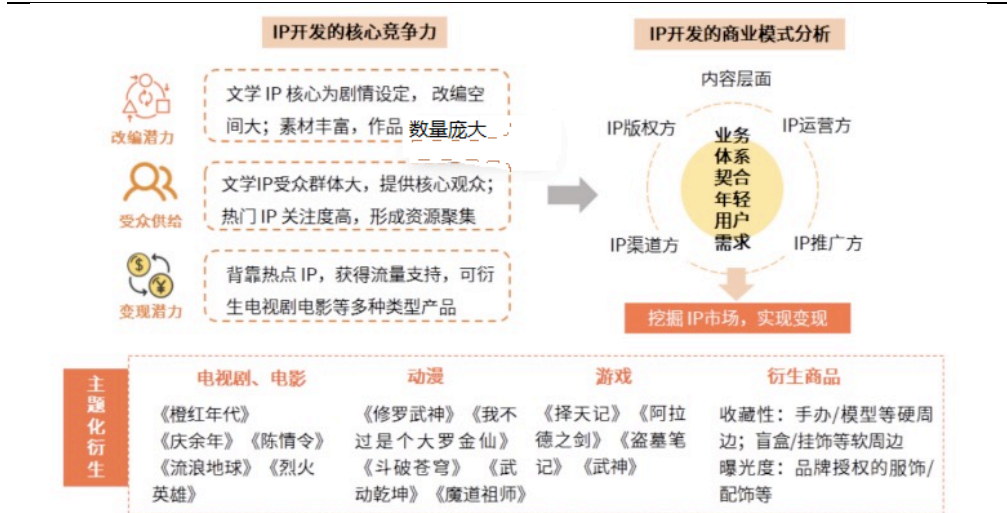 IP开发的核心竞争力
改编潜力
文学 IP 核心为剧情设定， 改编空
间大；素材丰富，作品 数量庞大
受众供给
文学IP受众群体大，提供核心观众；
热门 IP 关注度高，形成资源聚集
变现潜力
背靠热点 IP，获得流量支持，可衍
生电视剧电影等多种类型产品
IP开发的商业模式分析
内容层面
IP版权方
IP运营方
业务
体系
契合
年轻
用户
需求
IP渠道方
IP推广方
挖掘 IP市场，实现变现
主
题
化
衍
生
电视剧、电影
《橙红年代》
《庆余年》《陈情令》
《流浪地球》《烈火
英雄》
动漫
《修罗武神》《我不
过是个大罗金仙》
《斗破苍穹》 《武
动乾坤》《魔道祖师》
游戏
《择天记》《阿拉
德之剑》《盗墓笔
记》《武神》
衍生商品
收藏性：手办/模型等硬周
边；盲盒/挂饰等软周边
曝光度：品牌授权的服饰/
配饰等